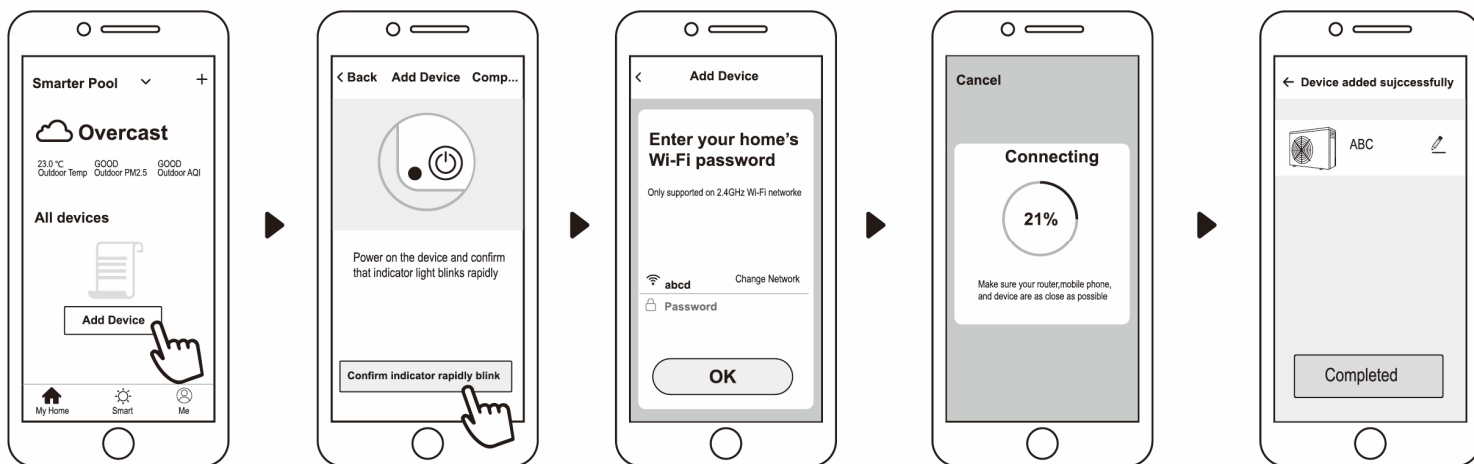 Smarter Pool +
Overcast
23.0 ℃ GOOD GOOD
Outdoor Temp Outdoor PM2.5 Outdoor AQI
All devices
Add Device
My Home Smart Me
< Back Add Device Comp...
Power on the device and confirm
that indicator light blinks rapidly
Confirm indicator rapidly blink
< Add Device
Enter your home's
Wi-Fi password
Only supported on 2.4GHz Wi-Fi networke
abcd Change Network
Password
OK
Cancel
Connecting
21%
Make sure your router,mobile phone,
and device are as close as possible
← Device added sujccessfully
ABC
Completed